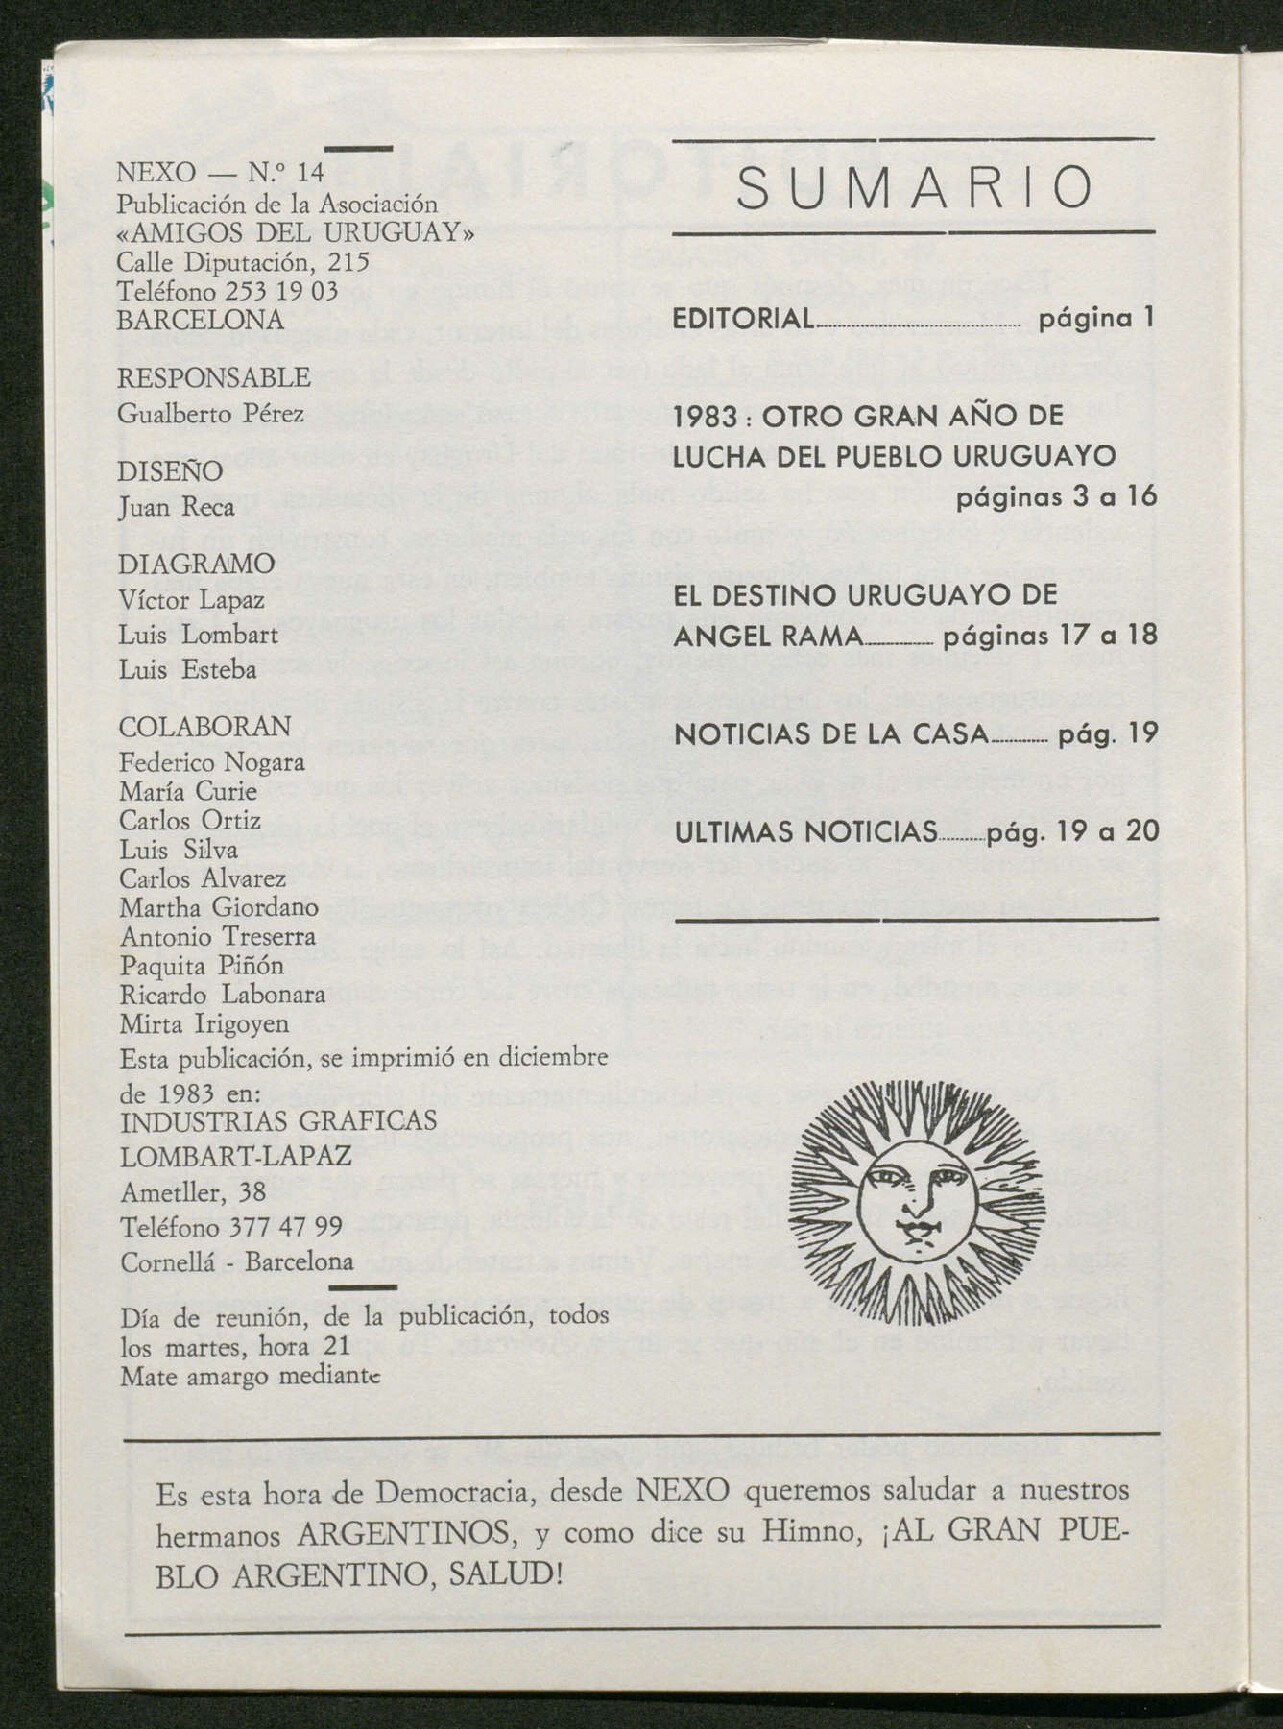 NEXO — N.º 14
Publicación de la Asociación
«AMIGOS DEL URUGUAY»
Calle Diputación, 215
Teléfono 253 19 03
BARCELONA
RESPONSABLE
Gualberto Pérez
DISEÑO
Juan Reca
DIAGRAMO
Víctor Lapaz
Luis Lombart
Luis Esteba
COLABORAN
Federico Nogara
María Curie
Carlos Ortiz
Luis Silva
Carlos Alvarez
Martha Giordano
Antonio Treserra
Paquita Piñón
Ricardo Labonara
Mirta Irigoyen
Esta publicación, se imprimió en diciembre
de 1983 en:
INDUSTRIAS GRAFICAS
LOMBART-LAPAZ
Ametller, 38
Teléfono 377 47 99
Cornellá - Barcelona
Día de reunión, de la publicación, todos
los martes, hora 21
Mate amargo mediante
SUMARIO
EDITORIAL........................ página 1
1983 : OTRO GRAN AÑO DE
LUCHA DEL PUEBLO URUGUAYO
páginas 3 a 16
EL DESTINO URUGUAYO DE
ANGEL RAMA............ páginas 17 a 18
NOTICIAS DE LA CASA.......... pág. 19
ULTIMAS NOTICIAS.........pág. 19 a 20
Es esta hora de Democracia, desde NEXO queremos saludar a nuestros
hermanos ARGENTINOS, y como dice su Himno, ¡AL GRAN PUE-
BLO ARGENTINO, SALUD!